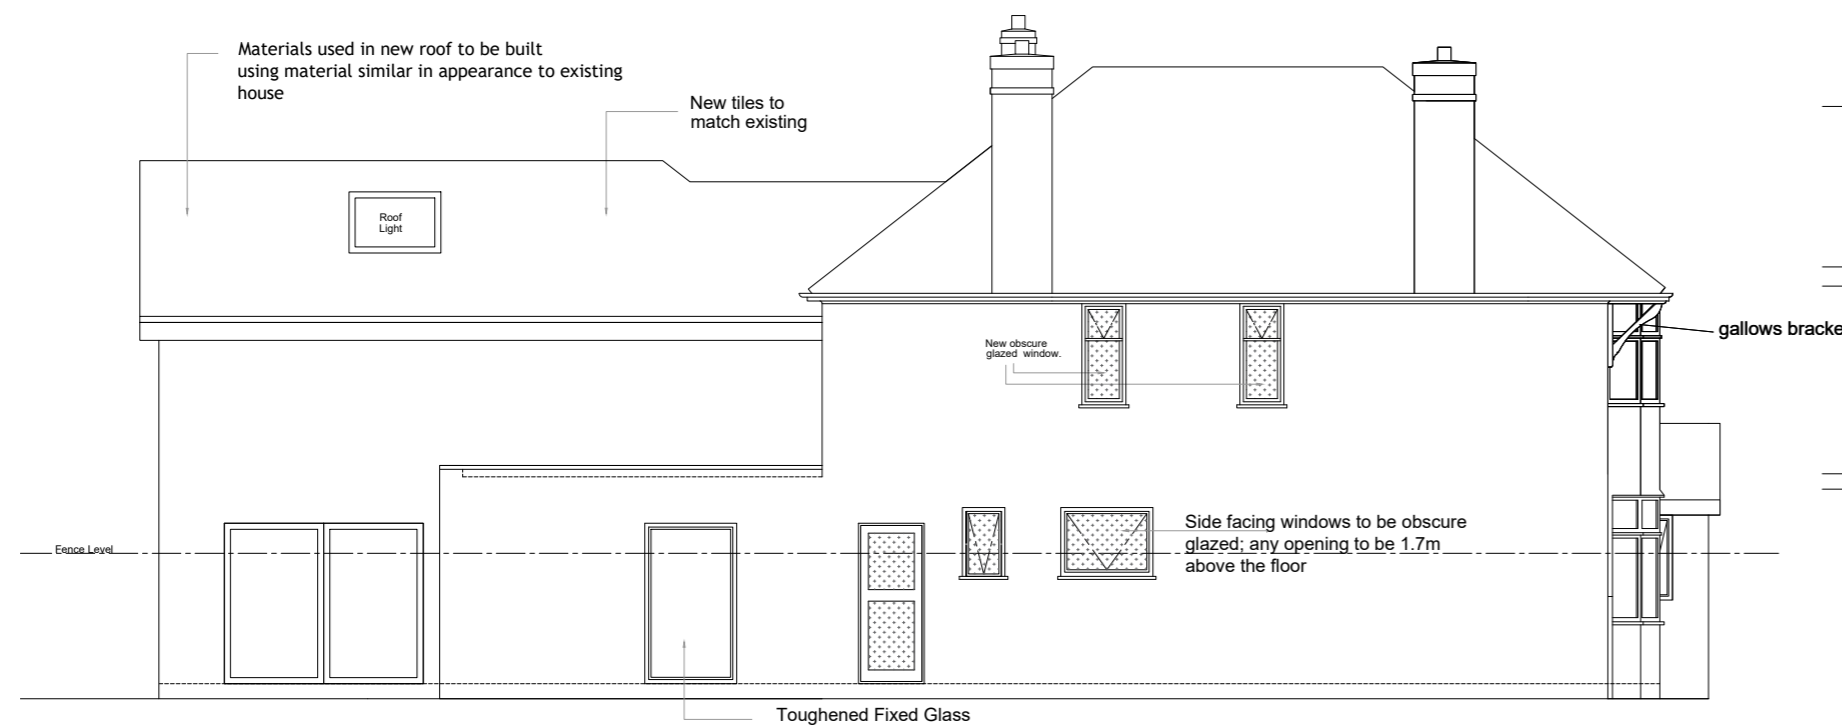 Materials used in new roof to be built
using material similar in appearance to existing
house
New tiles to
match existing
Roof
Light
New obscure
glazed window.
gallows bracke
Side facing windows to be obscure
glazed; any opening to be 1.7m
above the floor
Fence Level
Toughened Fixed Glass